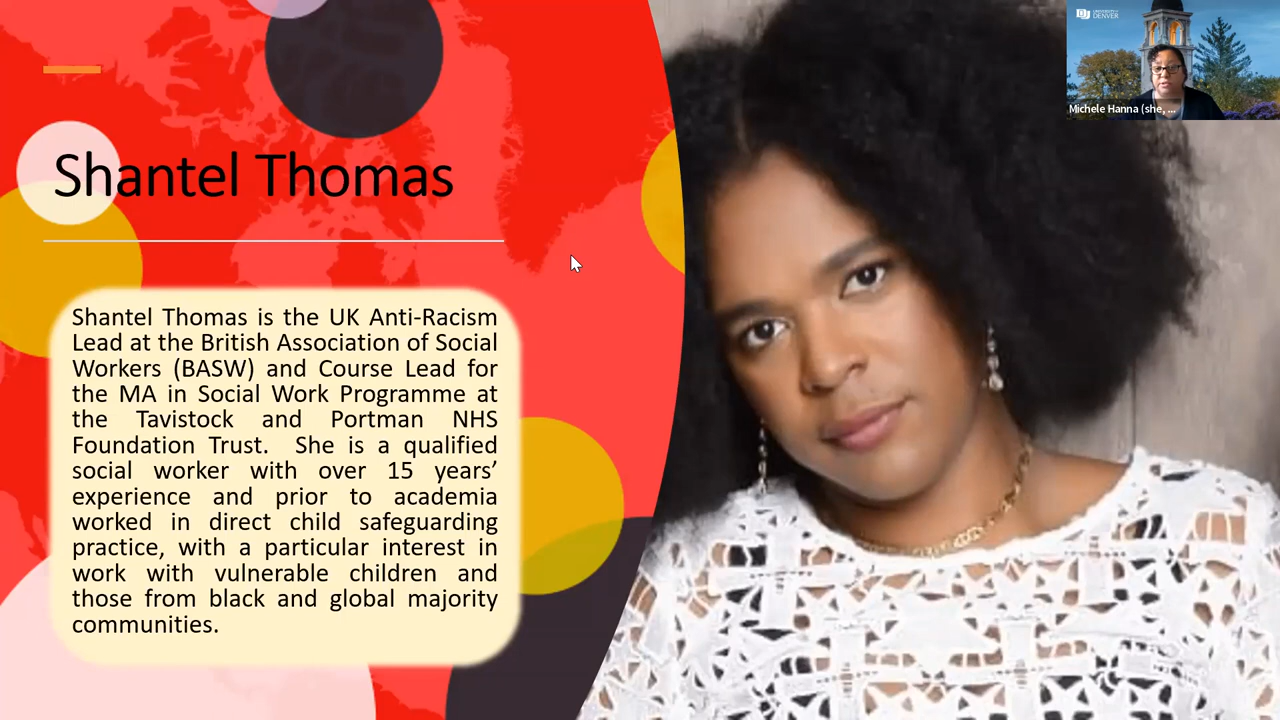 Shantel Thomas
Shantel Thomas is the UK Anti-Racism
Lead at the British Association of Social
Workers (BASW) and Course Lead for
the MA in Social Work Programme at
the Tavistock and Portman NHS
Foundation Trust. She is a qualified
social worker with over 15 years’
experience and prior to academia
worked in direct child safeguarding
practice, with a particular interest in
work with vulnerable children and
those from black and global majority
communities.
UNIVERSITY OF
DENVER
Michele Hanna (she, ...